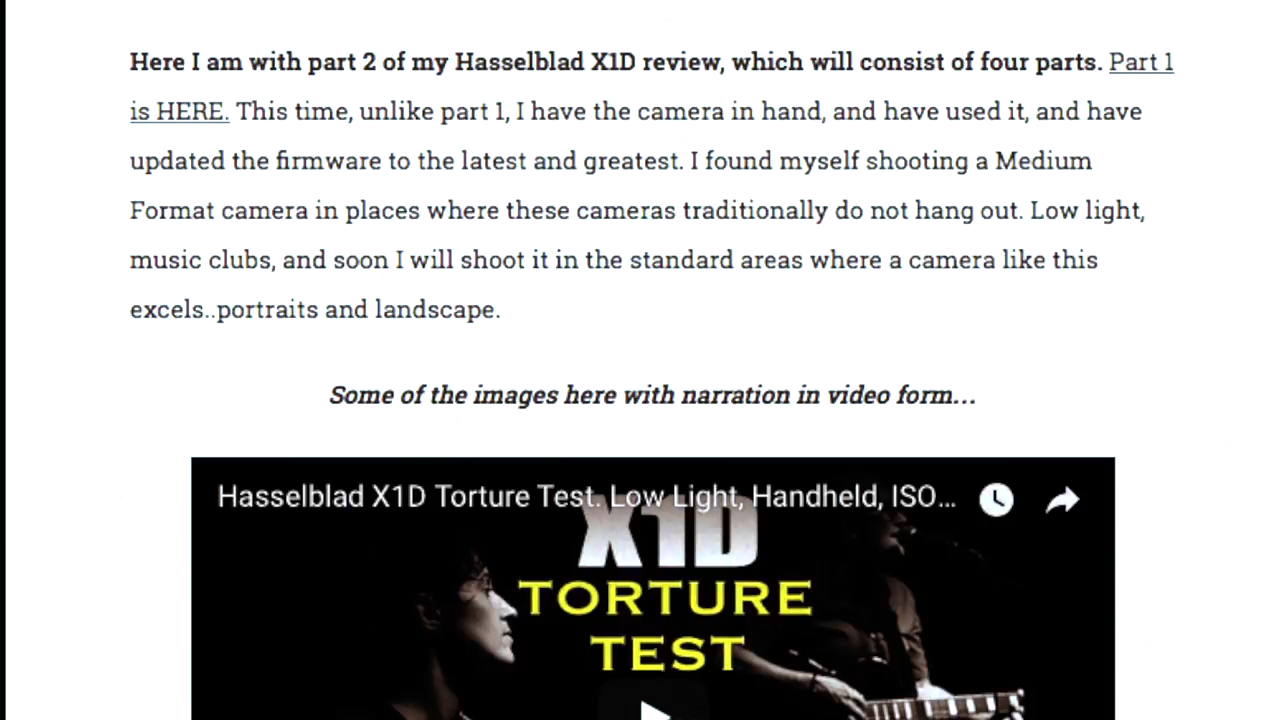 Here I am with part 2 of my Hasselblad X1D review, which will consist of four parts. Part 1
is HERE. This time, unlike part 1, I have the camera in hand, and have used it, and have
updated the firmware to the latest and greatest. I found myself shooting a Medium
Format camera in places where these cameras traditionally do not hang out. Low light,
music clubs, and soon I will shoot it in the standard areas where a camera like this
excels..portraits and landscape.
Some of the images here with narration in video form…
Hasselblad X1D Torture Test. Low Light, Handheld, ISO...
X1D
TORTURE
TEST